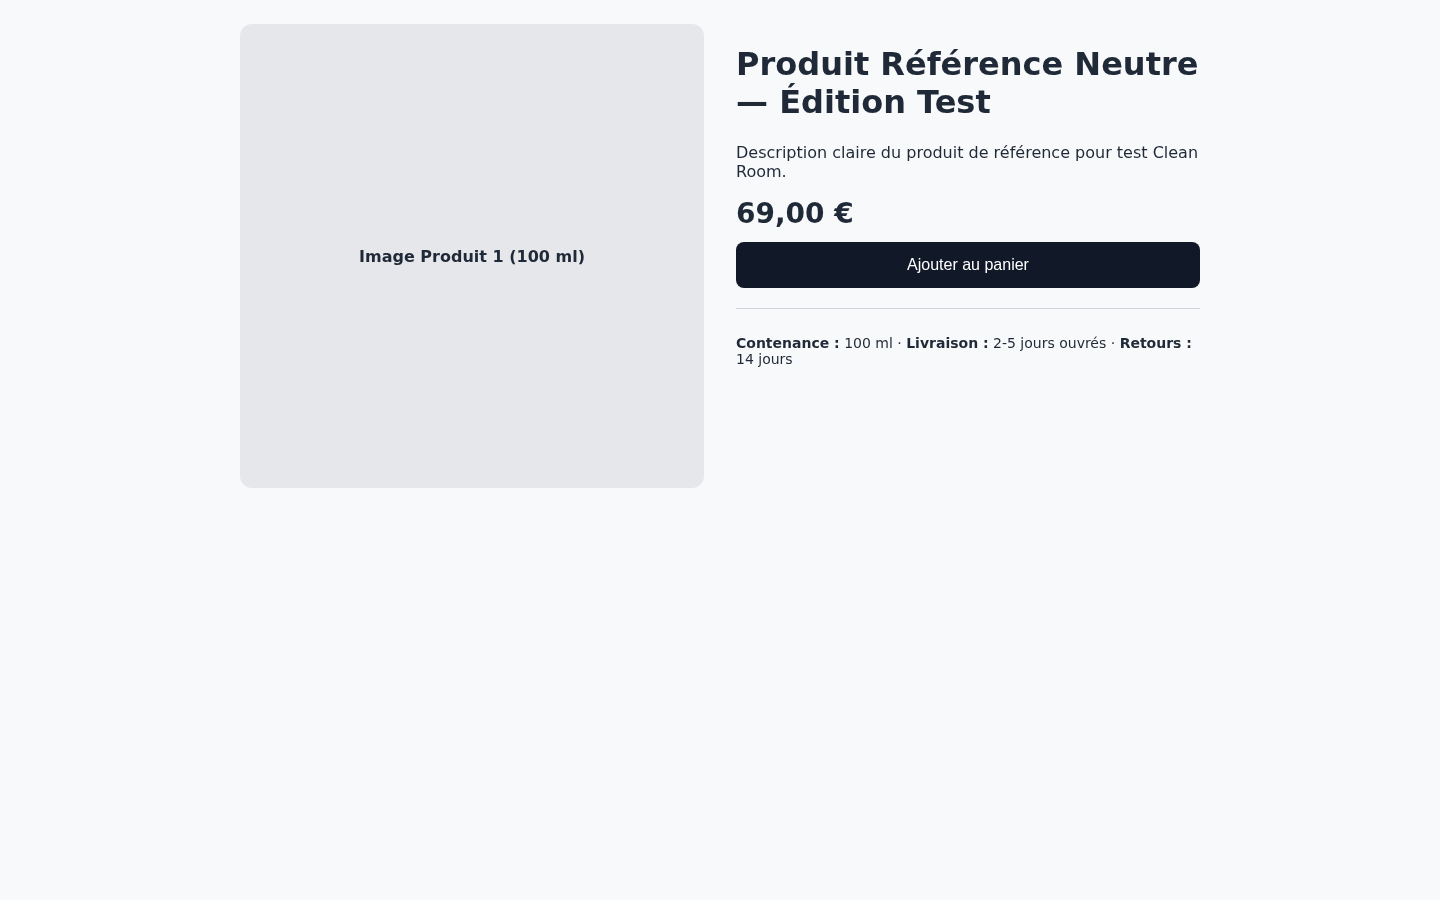 Image Produit 1 (100 ml)
Produit Référence Neutre
— Édition Test
Description claire du produit de référence pour test Clean
Room.
69,00 €
Ajouter au panier
Contenance : 100 ml · Livraison : 2-5 jours ouvrés · Retours :
14 jours